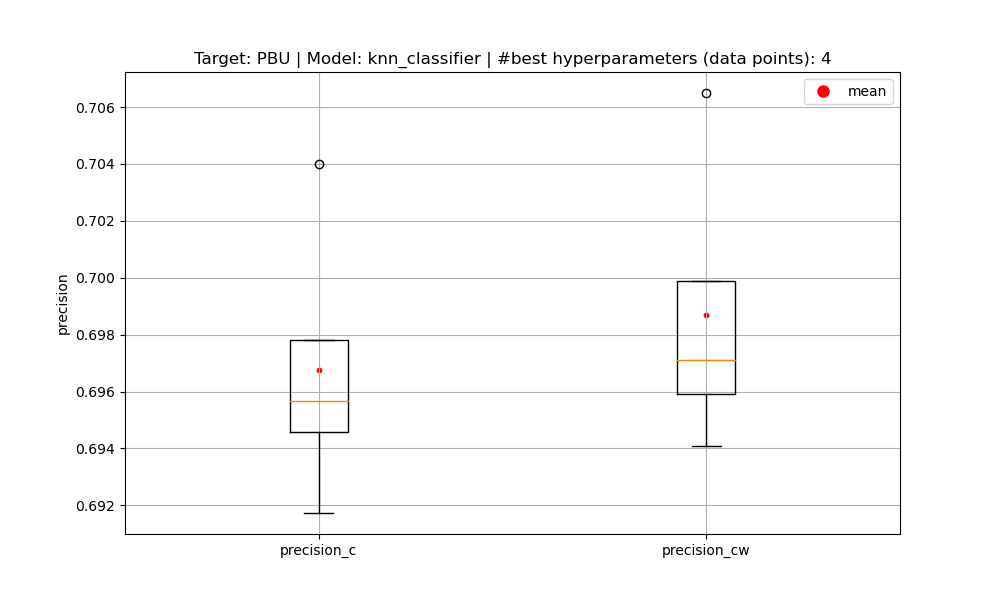 Target: PBU | Model: knn_classifier | #best hyperparameters (data points): 4
mean
0.706
0.704
0.702
0.700
0.698
0.696
0.694
0.692
precision
precision_c
precision_cw